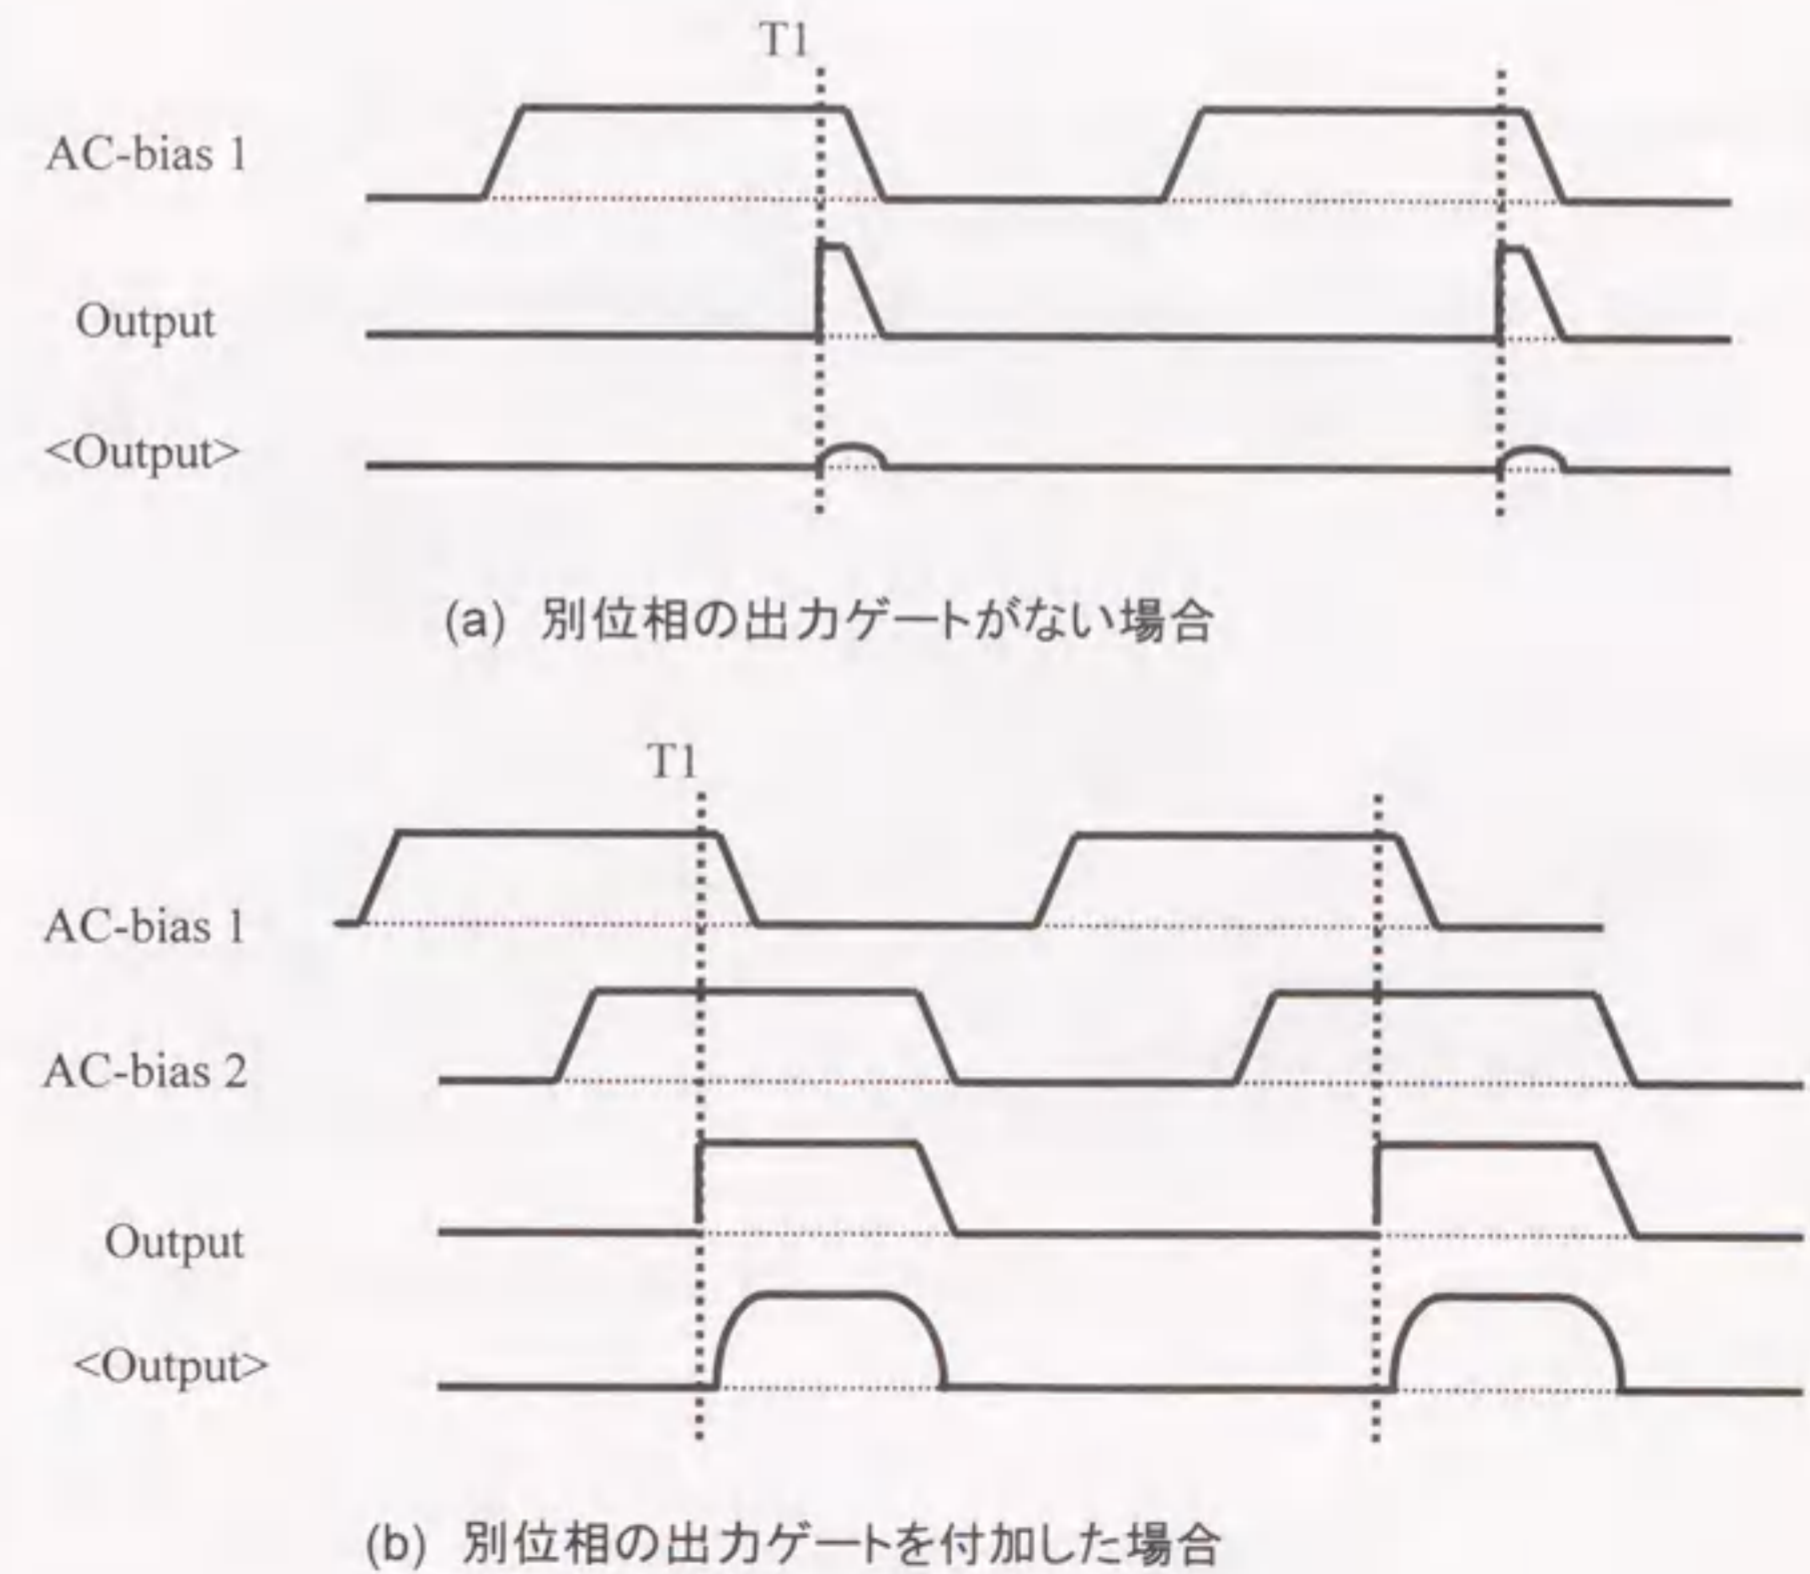 T1
AC-bias 1
Output
<Output>
(a) 別位相の出力ゲートがない場合
T1
AC-bias 1
AC-bias 2
Output
<Output>
(b) 別位相の出力ゲートを付加した場合